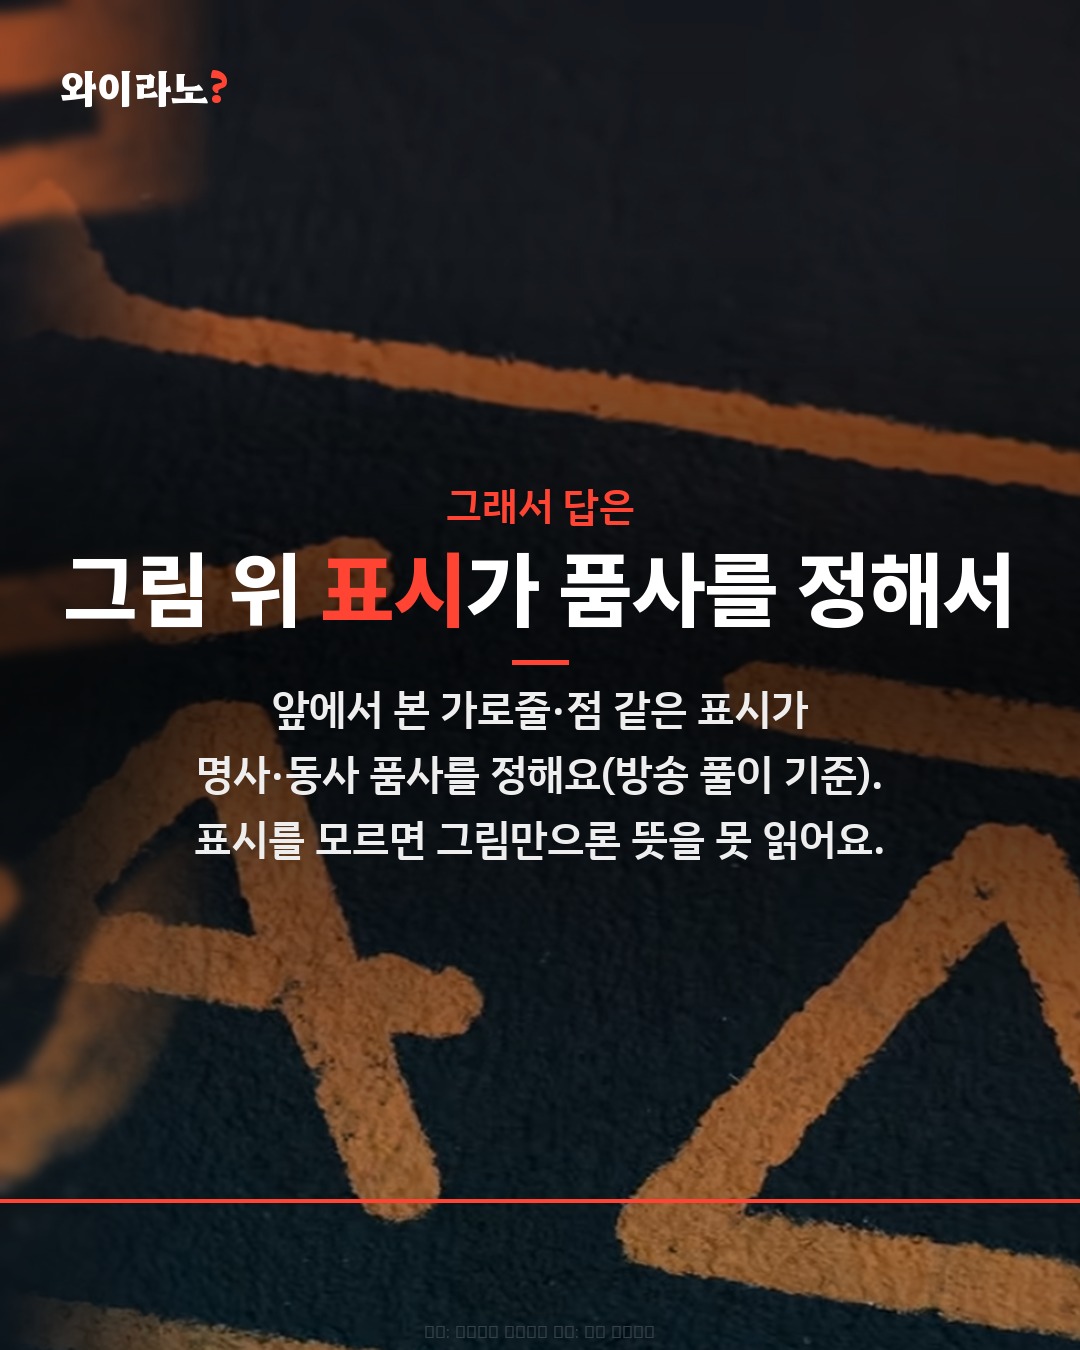 와이라노?
그래서 답은
그림 위 표시가 품사를 정해서
앞에서 본 가로줄·점 같은 표시가
명사·동사 품사를 정해요(방송 풀이 기준).
표시를 모르면 그림만으론 뜻을 못 읽어요.